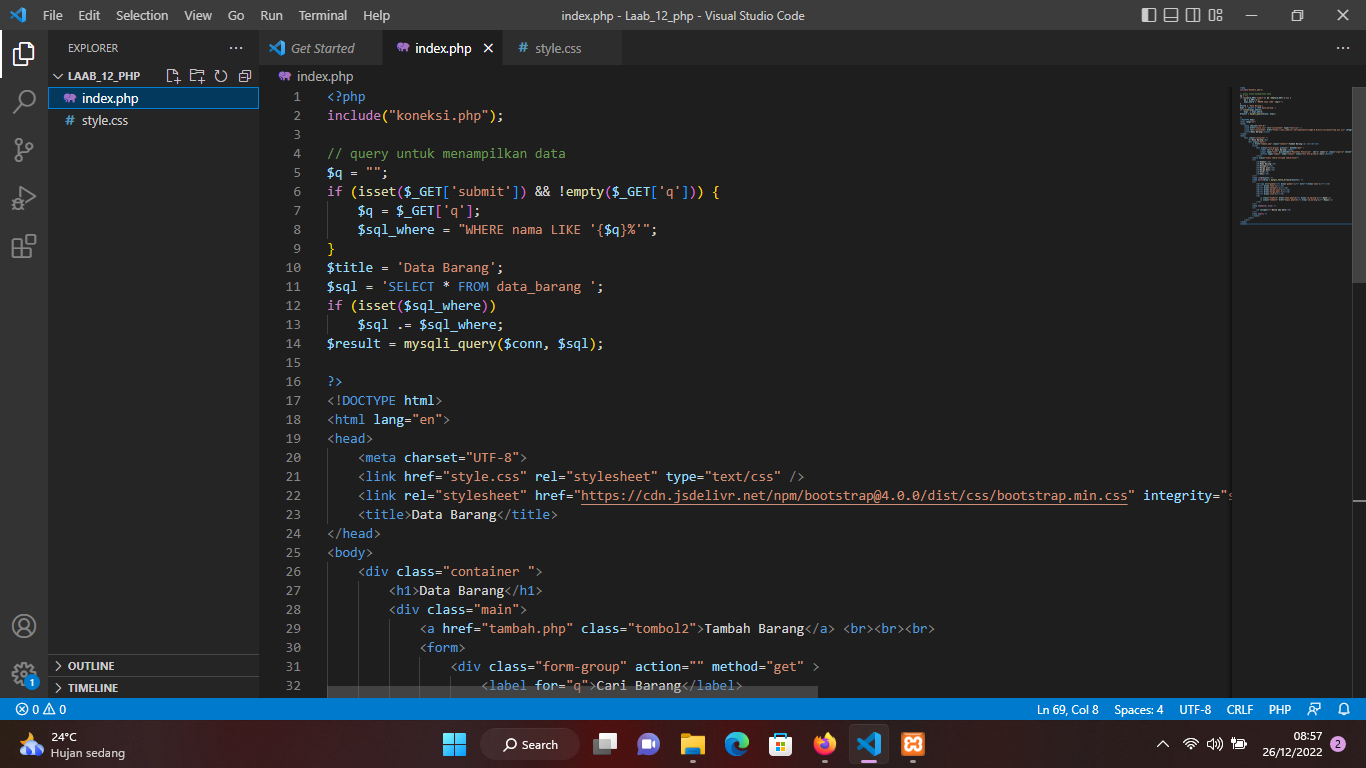 File Edit Selection View Go Run Terminal Help
index.php - Laab_12_php - Visual Studio Code
EXPLORER
LAAB_12_PHP
index.php
style.css
OUTLINE
TIMELINE
Get Started
index.php
style.css
index.php
1 <?php
2 include("koneksi.php");
3
4 // query untuk menampilkan data
5 $q = "";
6 if (isset($_GET['submit']) && !empty($_GET['q'])) {
7 $q = $_GET['q'];
8 $sql_where = "WHERE nama LIKE '{$q}%'";
9 }
10 $title = 'Data Barang';
11 $sql = 'SELECT * FROM data_barang ';
12 if (isset($sql_where))
13 $sql .= $sql_where;
14 $result = mysqli_query($conn, $sql);
15
16 ?>
17 <!DOCTYPE html>
18 <html lang="en">
19 <head>
20 <meta charset="UTF-8">
21 <link href="style.css" rel="stylesheet" type="text/css" />
22 <link rel="stylesheet" href="https://cdn.jsdelivr.net/npm/bootstrap@4.0.0/dist/css/bootstrap.min.css" integrity="s
23 <title>Data Barang</title>
24 </head>
25 <body>
26 <div class="container ">
27 <h1>Data Barang</h1>
28 <div class="main">
29 <a href="tambah.php" class="tombol2">Tambah Barang</a> <br><br><br>
30 <form>
31 <div class="form-group" action="" method="get" >
32 <label for="q">Cari Barang</label>
1
0 0
Ln 69, Col 8 Spaces: 4 UTF-8 CRLF PHP
24°C
Hujan sedang
Search
08:57
26/12/2022
2